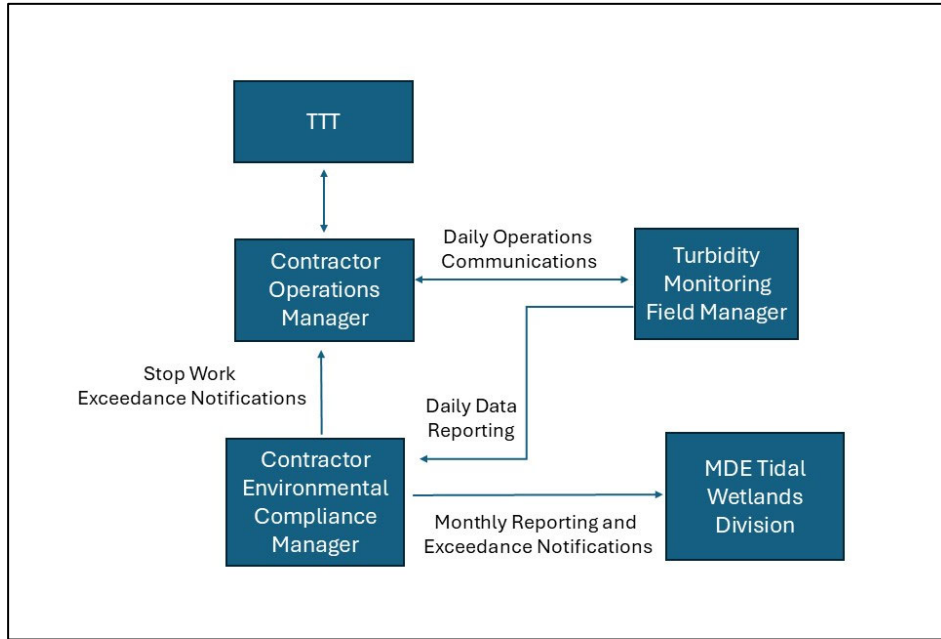 TTT
Daily Operations
Communications
Contractor
Operations
Manager
Turbidity
Monitoring
Field Manager
Stop Work
Exceedance Notifications
Daily Data
Reporting
Contractor
Environmental
Compliance
Manager
MDE Tidal
Wetlands
Division
Monthly Reporting and
Exceedance Notifications